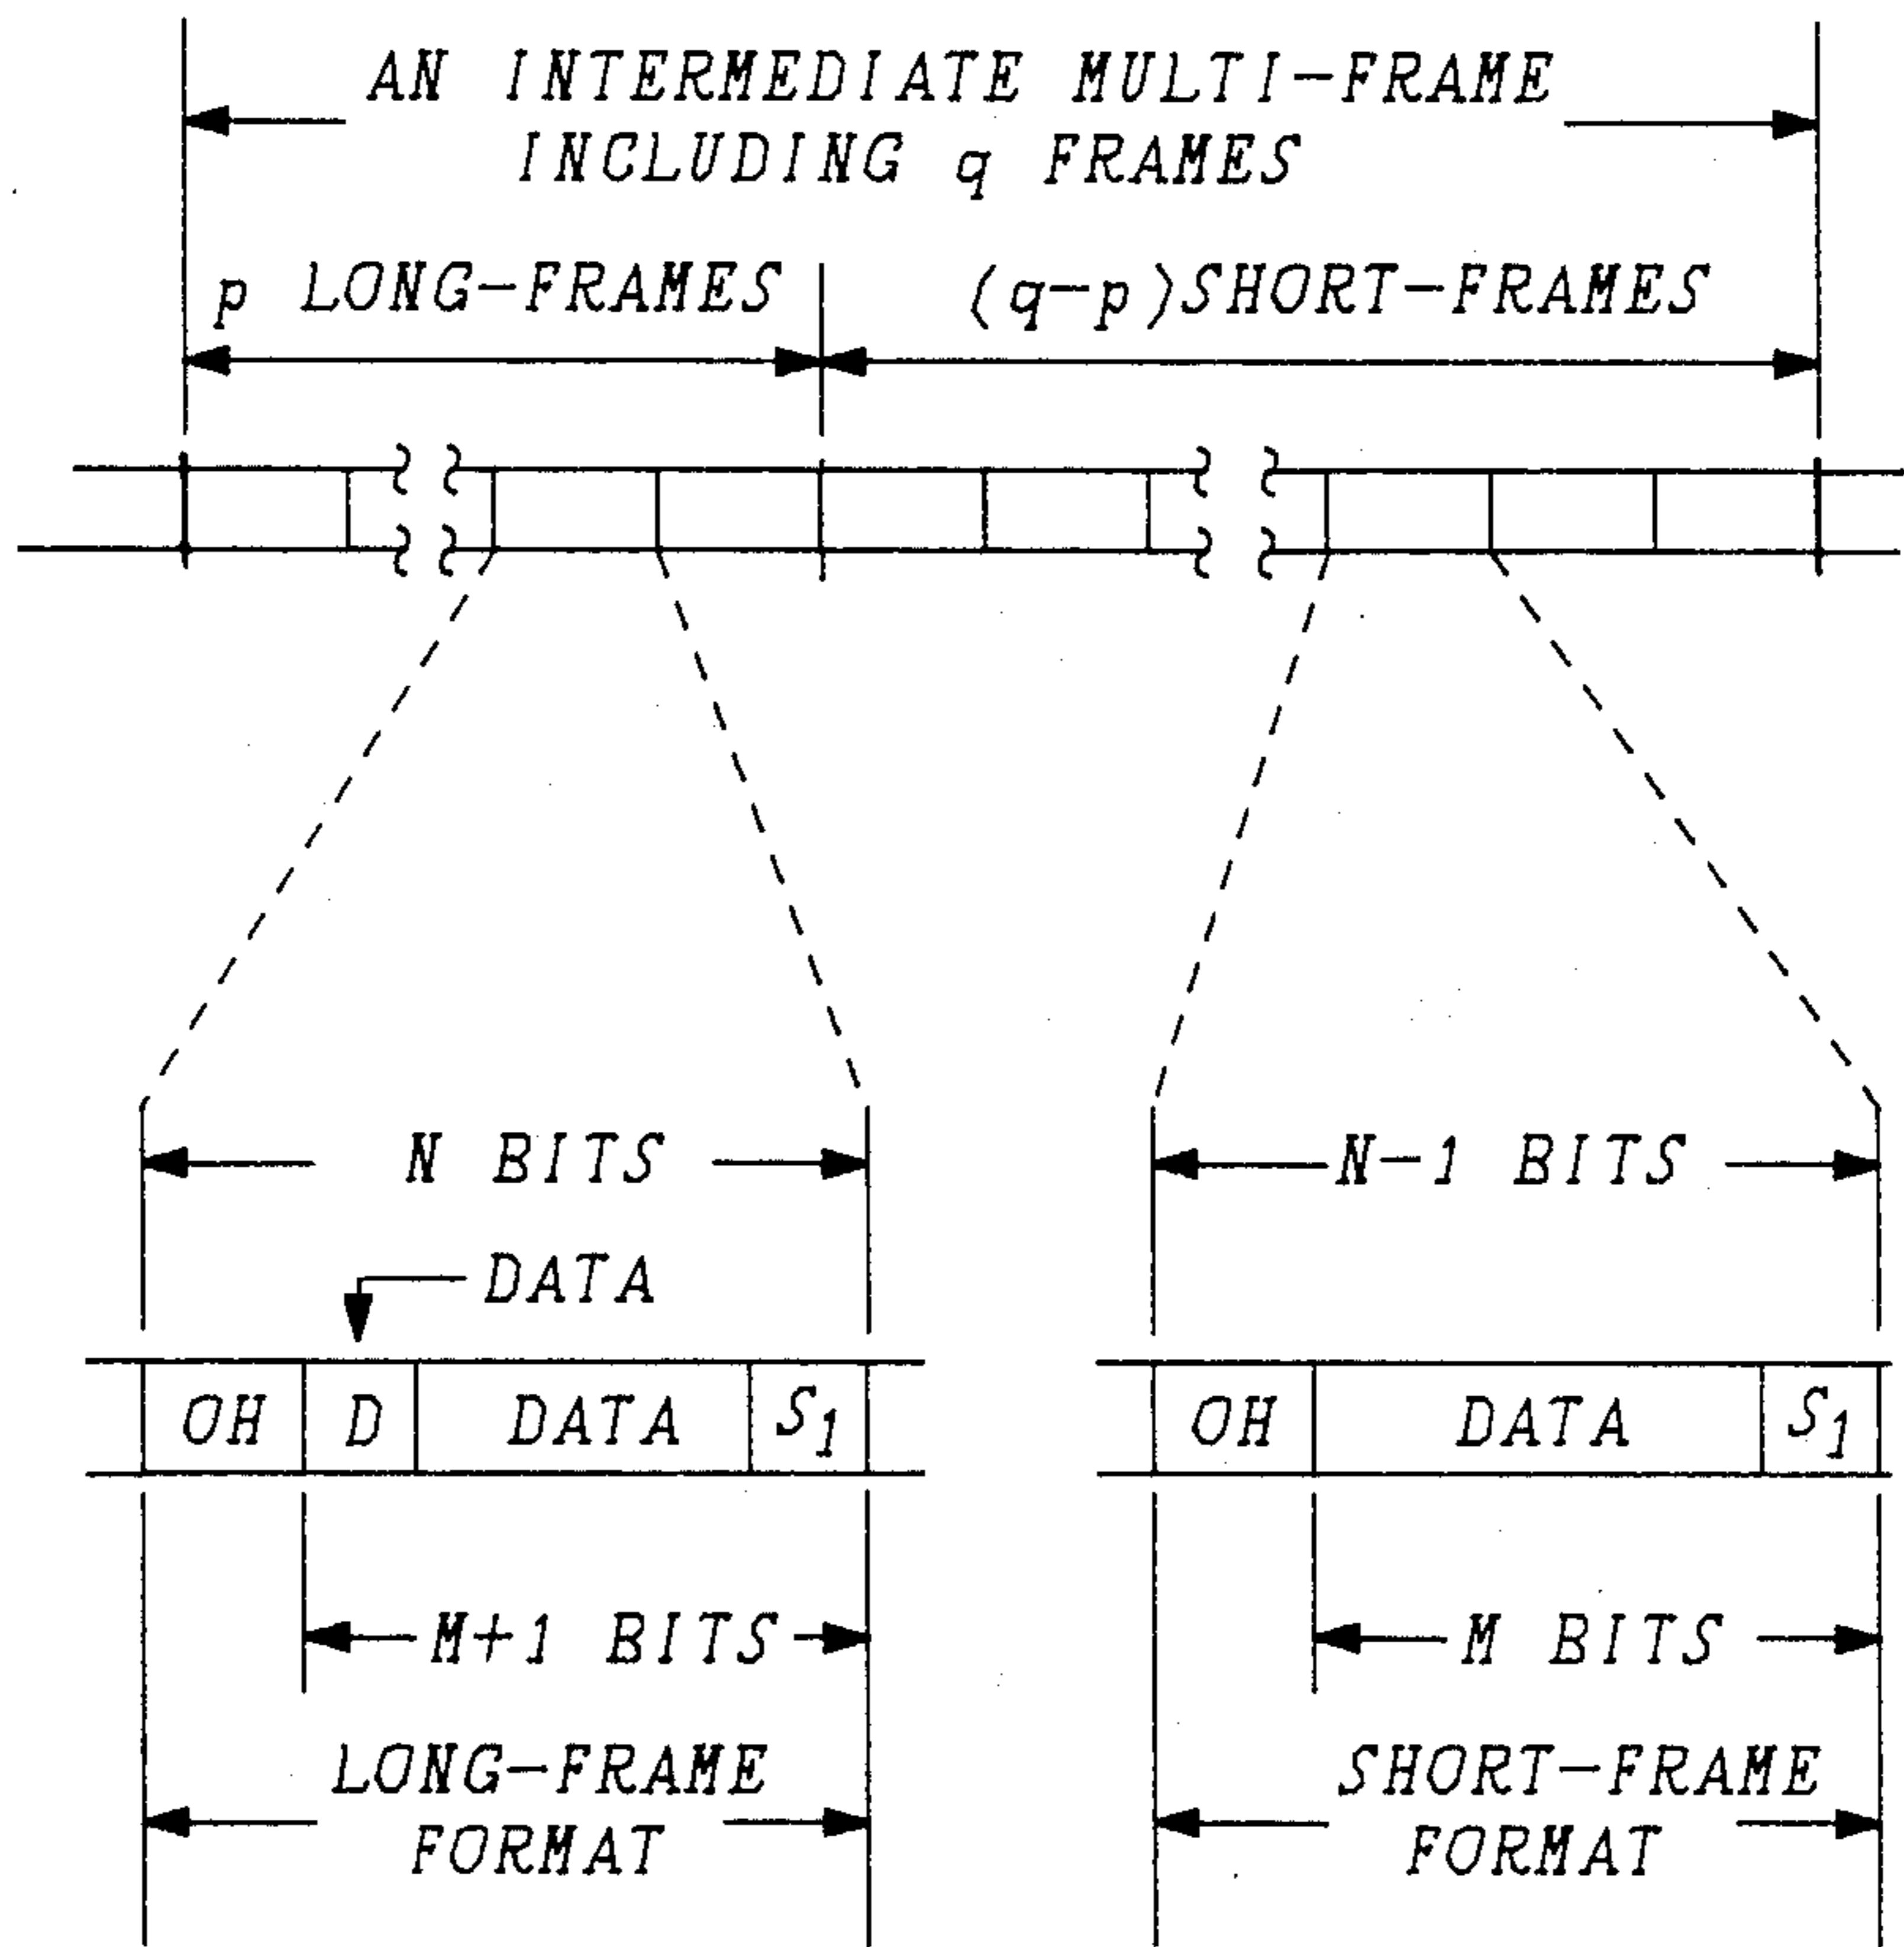 AN INTERMEDIATE MULTI-FRAME
INCLUDING q FRAMES
p LONG-FRAMES
(q-p)SHORT-FRAMES
N BITS
N-1 BITS
DATA
OH D DATA S1
OH DATA S1
M+1 BITS
M BITS
LONG-FRAME
FORMAT
SHORT-FRAME
FORMAT